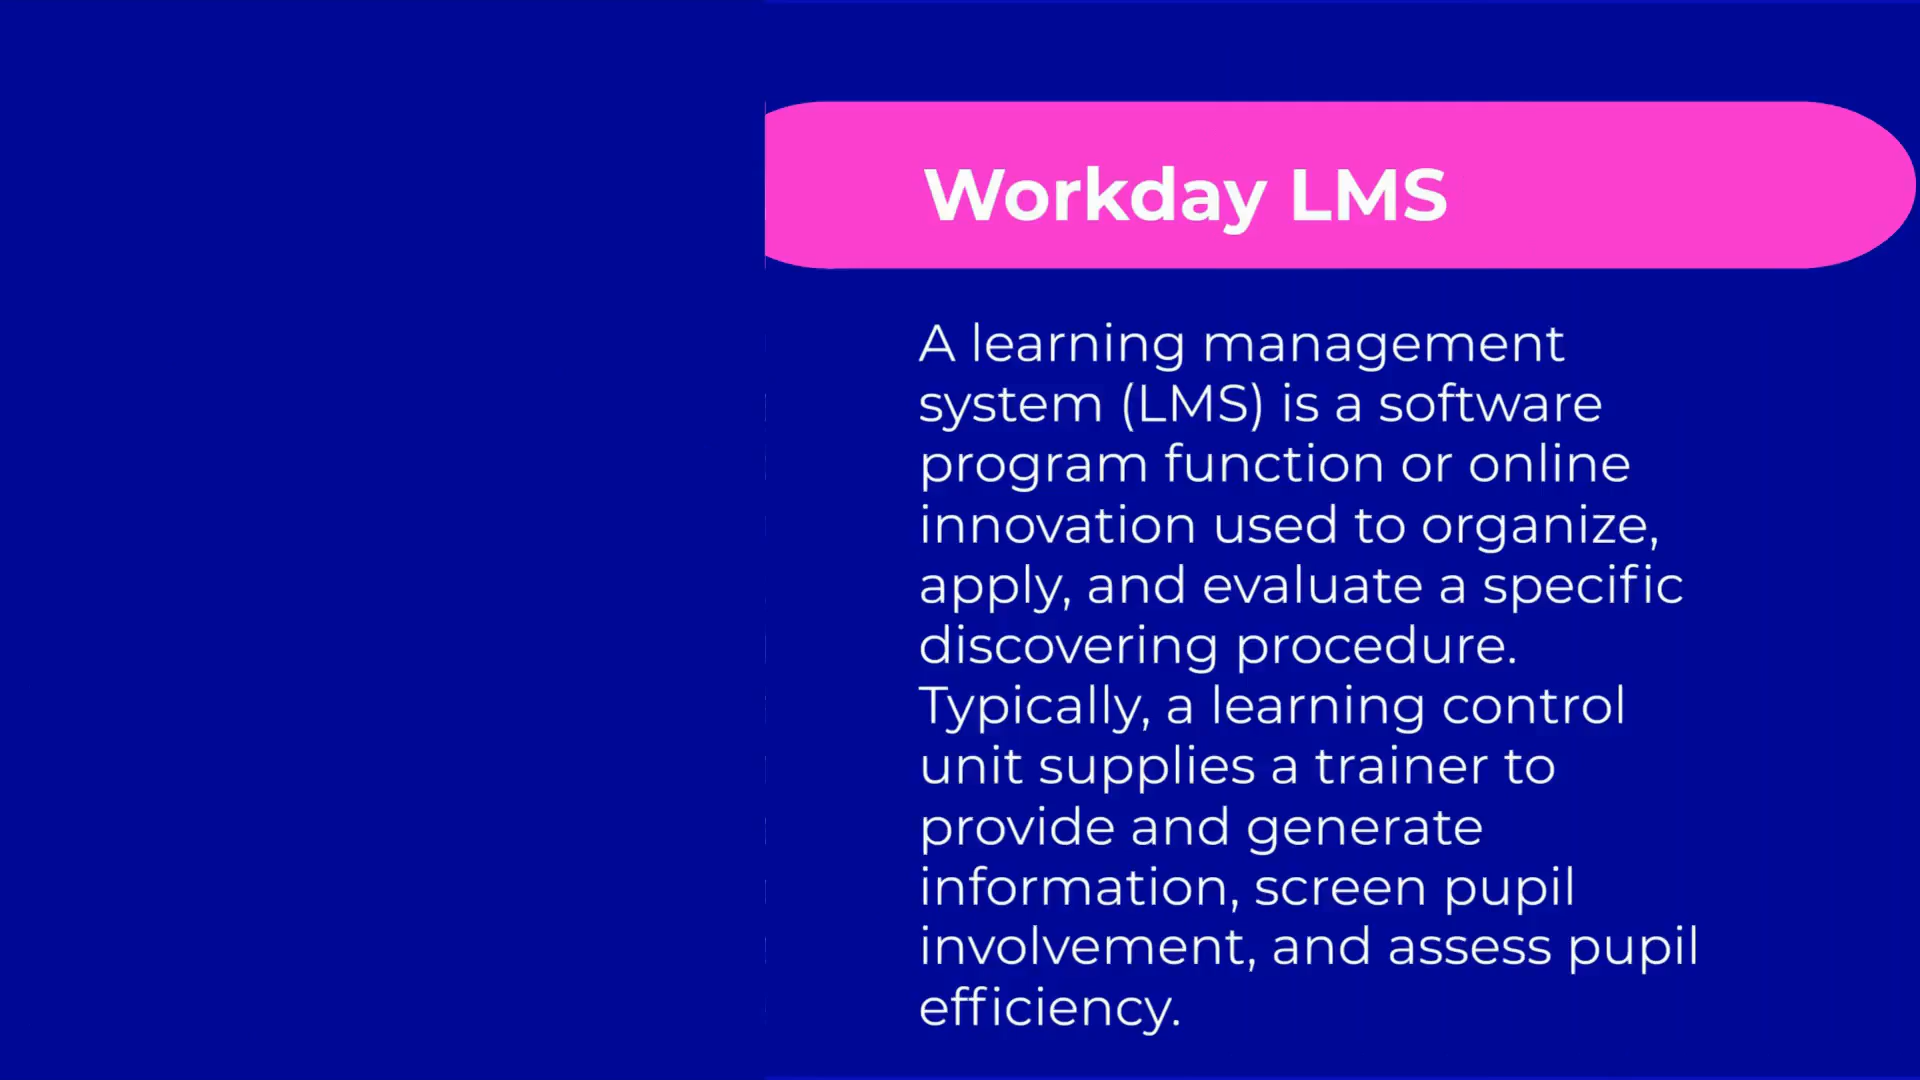 Workday LMS
A learning management
system (LMS) is a software
program function or online
innovation used to organize,
apply, and evaluate a specific
discovering procedure.
Typically, a learning control
unit supplies a trainer to
provide and generate
information, screen pupil
involvement, and assess pupil
efficiency.